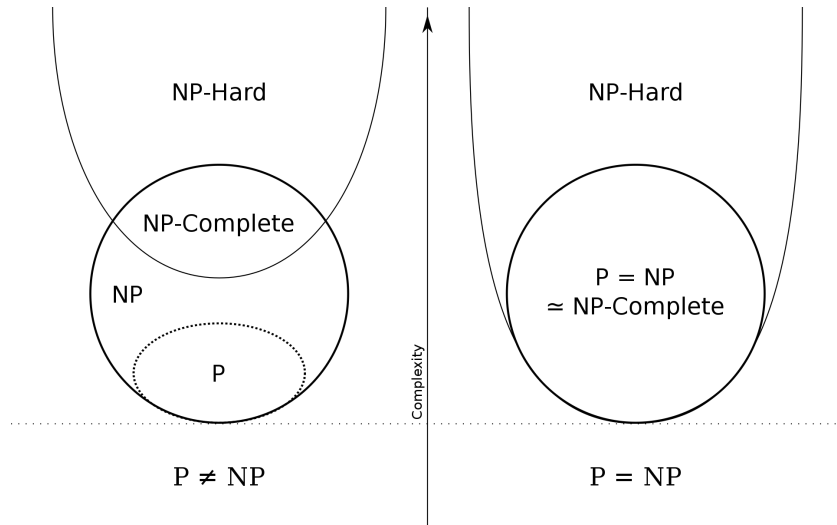 NP-Hard
NP-Complete
NP
P
P ≠ NP
Complexity
NP-Hard
P = NP
≃ NP-Complete
P = NP